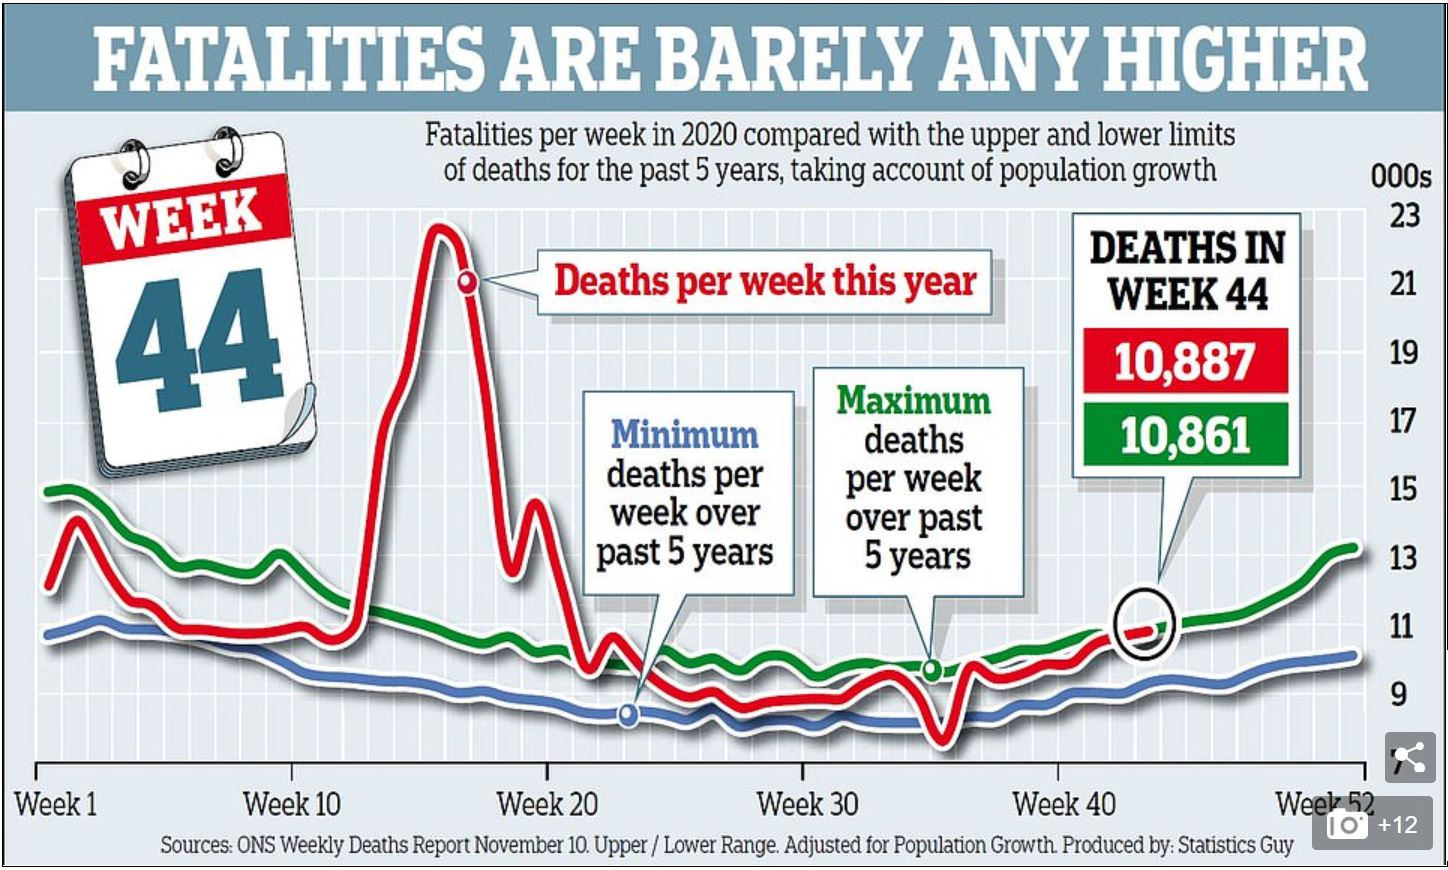 FATALITIES ARE BARELY ANY HIGHER
Fatalities per week in 2020 compared with the upper and lower limits
of deaths for the past 5 years, taking account of population growth
WEEK
44
000s
23
21
19
17
15
13
11
9
7
Deaths per week this year
Minimum
deaths per
week over
past 5 years
Maximum
deaths
per week
over past
5 years
DEATHS IN
WEEK 44
10,887
10,861
Week 1
Week 10
Week 20
Week 30
Week 40
Week 52
+12
Sources: ONS Weekly Deaths Report November 10. Upper / Lower Range. Adjusted for Population Growth. Produced by: Statistics Guy